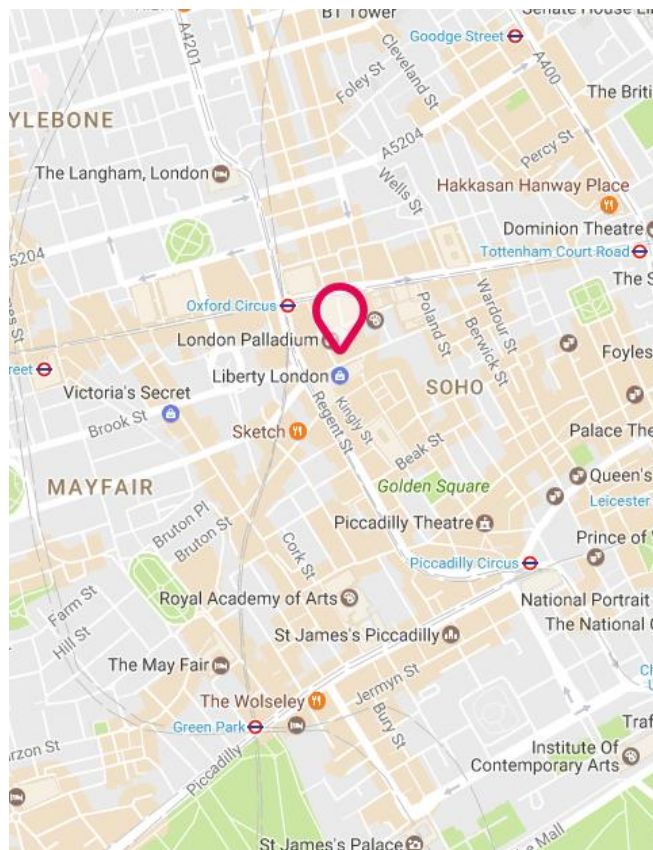 BT Tower
Senate House Li
Goodge Street
A4201
Cleveland St
A400
Foley St
The Briti
YLEBONE
A5204
Percy St
The Langham, London
Wells St
Hakkasan Hanway Place
Dominion Theatre
A5204
Tottenham Court Road
The S
Oxford Circus
Poland St
Wardour St
Berwick St
London Palladium
Foyles
reet
Liberty London
SOHO
Victoria's Secret
Brook St
Kingly St
Regent St
Sketch
Palace The
Beak St
MAYFAIR
Golden Square
Queen's
Leicester
Bruton Pl
Bruton St
Piccadilly Theatre
Cork St
Prince of
Piccadilly Circus
Farm St
Royal Academy of Arts
National Portrait
Hill St
St James's Piccadilly
The National G
The May Fair
Jermyn St
The Wolseley
Bury St
Green Park
Traf
urzon St
Piccadilly
Institute Of
Contemporary Arts
St James's Palace
The Mall